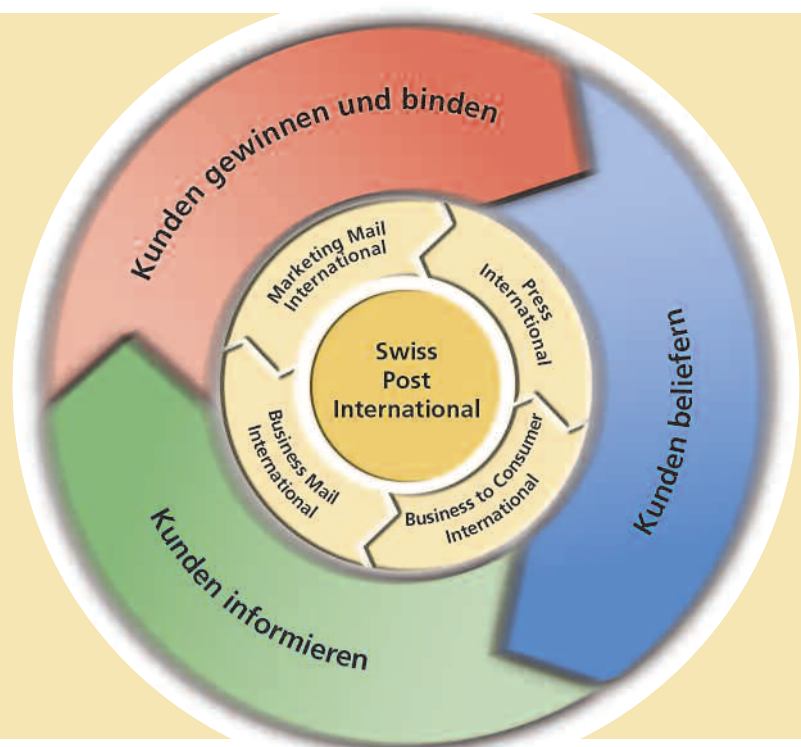 Kunden gewinnen und binden
Kunden beliefern
Kunden informieren
Marketing Mail
International
Press
International
Business to Consumer
International
Business Mail
International
Swiss
Post
International